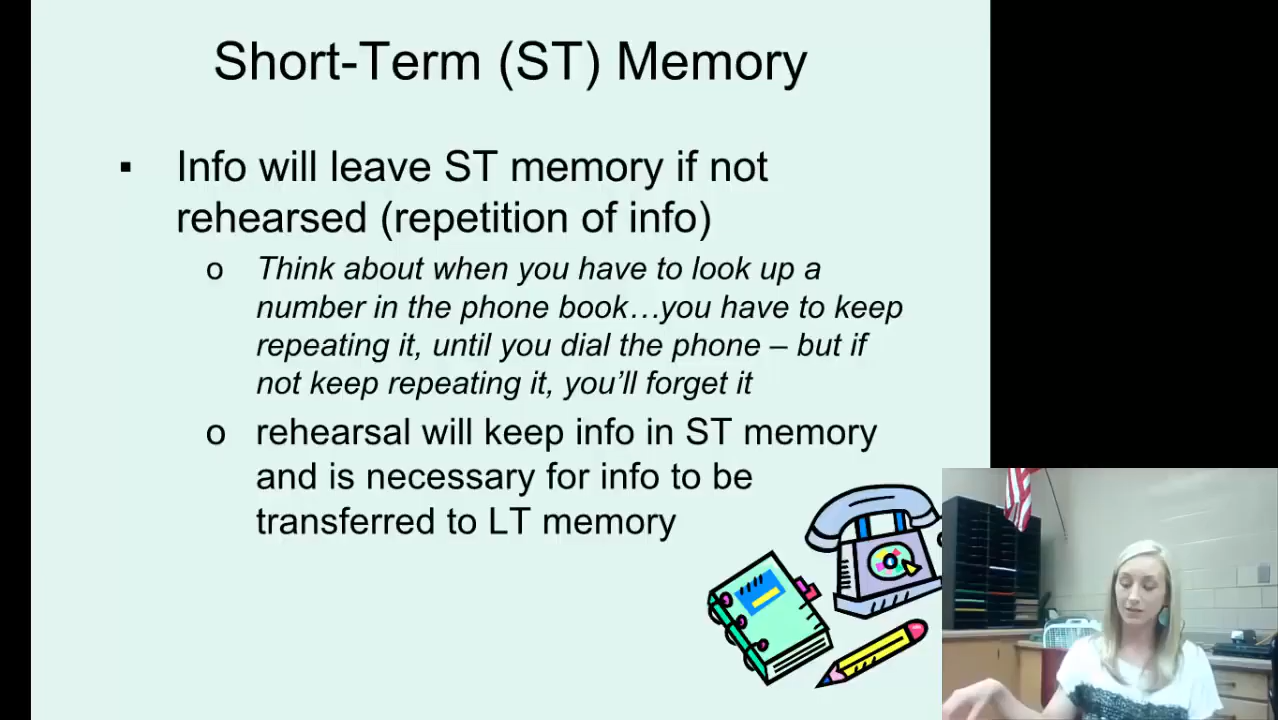 Short-Term (ST) Memory
▪ Info will leave ST memory if not
rehearsed (repetition of info)
o Think about when you have to look up a
number in the phone book…you have to keep
repeating it, until you dial the phone – but if
not keep repeating it, you’ll forget it
o rehearsal will keep info in ST memory
and is necessary for info to be
transferred to LT memory